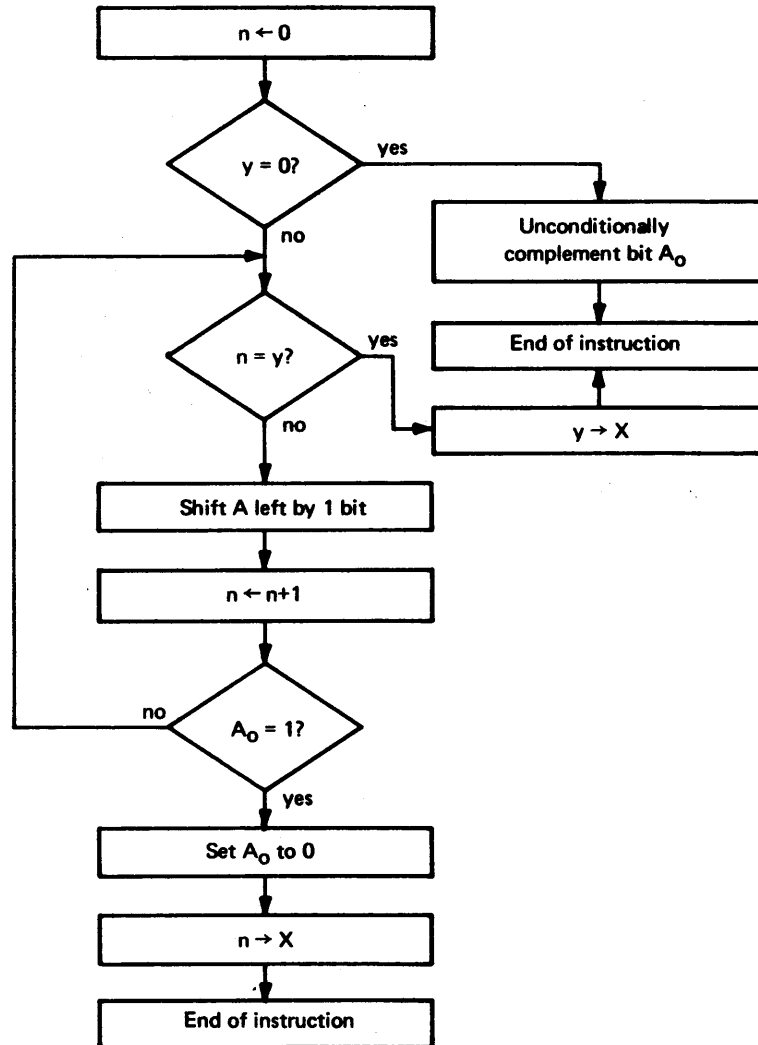 n ← 0
y = 0?
yes
no
Unconditionally
complement bit A₀
End of instruction
n = y?
yes
no
y → X
Shift A left by 1 bit
n ← n+1
A₀ = 1?
no
yes
Set A₀ to 0
n → X
End of instruction